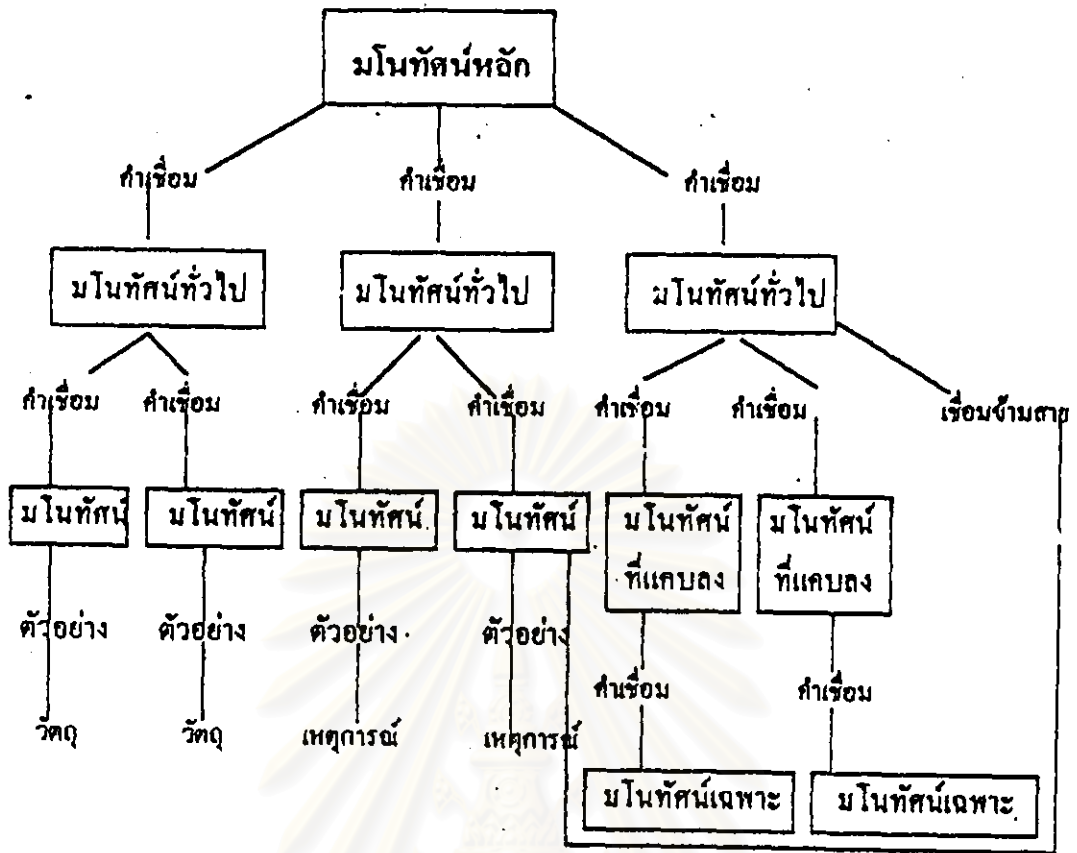 มโนทัศน์หลัก
คำเชื่อม คำเชื่อม คำเชื่อม
มโนทัศน์ทั่วไป มโนทัศน์ทั่วไป มโนทัศน์ทั่วไป
คำเชื่อม คำเชื่อม คำเชื่อม คำเชื่อม คำเชื่อม คำเชื่อม เชื่อมข้ามสาย
มโนทัศน์ มโนทัศน์ มโนทัศน์ มโนทัศน์ มโนทัศน์ มโนทัศน์
ที่แคบลง ที่แคบลง
ตัวอย่าง ตัวอย่าง ตัวอย่าง ตัวอย่าง
คำเชื่อม คำเชื่อม
วัตถุ วัตถุ เหตุการณ์ เหตุการณ์
มโนทัศน์เฉพาะ มโนทัศน์เฉพาะ